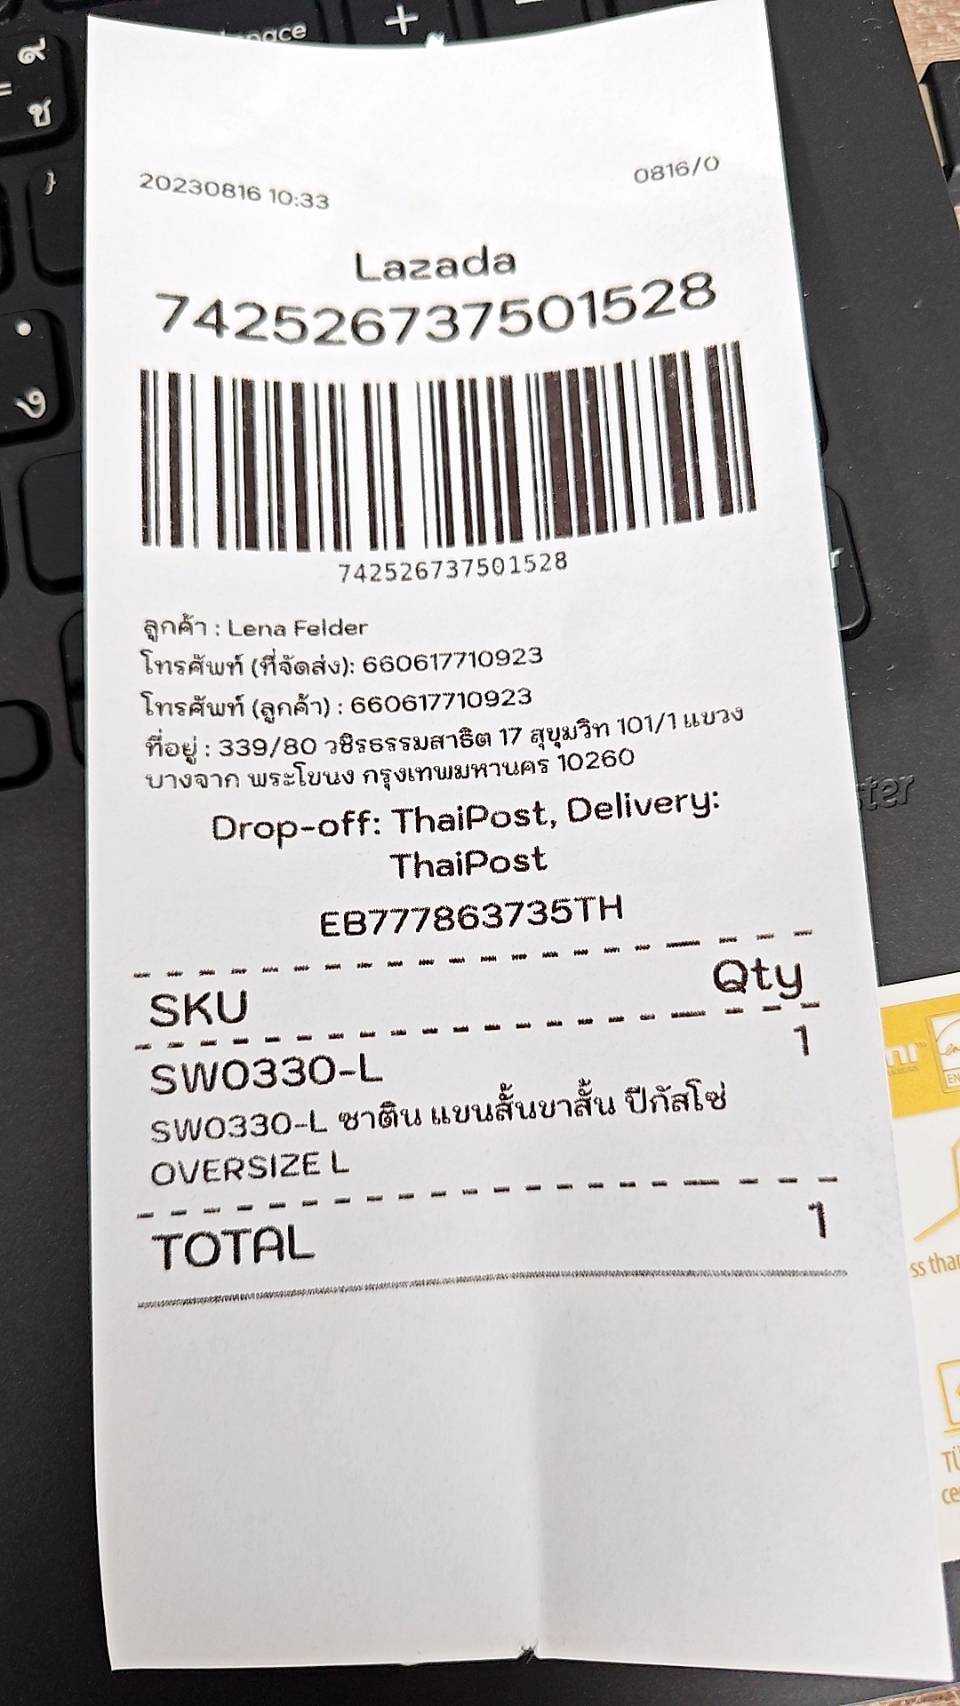 20230816 10:33
0816/0
Lazada
742526737501528
742526737501528
ลูกค้า : Lena Felder
โทรศัพท์ (ที่จัดส่ง): 660617710923
โทรศัพท์ (ลูกค้า) : 660617710923
ที่อยู่ : 339/80 วชิรธรรมสาธิต 17 สุขุมวิท 101/1 แขวง
บางจาก พระโขนง กรุงเทพมหานคร 10260
Drop-off: ThaiPost, Delivery:
ThaiPost
EB777863735TH
SKU Qty
SW0330-L 1
SW0330-L ซาติน แขนสั้นขาสั้น ปีกัสโซ่
OVERSIZE L
TOTAL 1
ss than